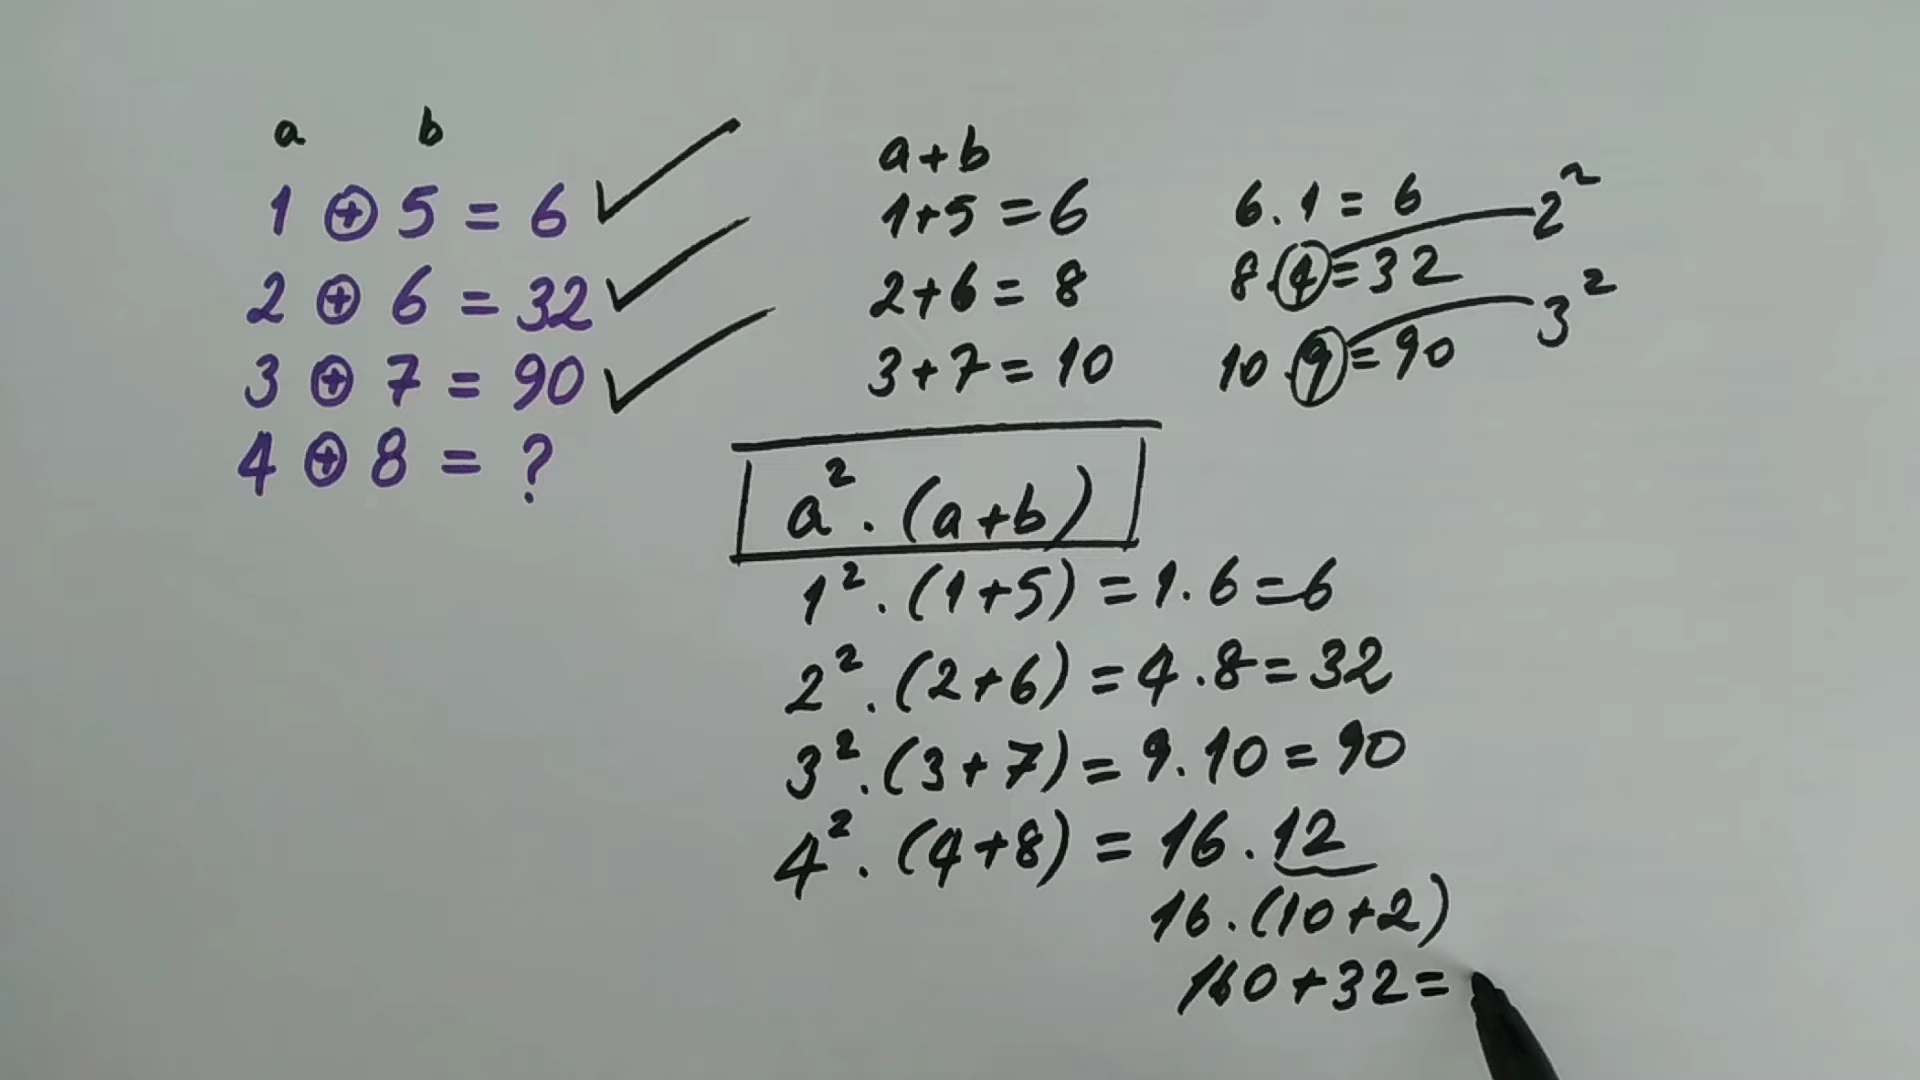 a b
1 ⊕ 5 = 6
2 ⊕ 6 = 32
3 ⊕ 7 = 90
4 ⊕ 8 = ?
a+b
1+5=6
2+6=8
3+7=10
6.1=6
8.4=32 2²
10.9=90 3²
a².(a+b)
1².(1+5)=1.6=6
2².(2+6)=4.8=32
3².(3+7)=9.10=90
4².(4+8)=16.12
16.(10+2)
160+32=